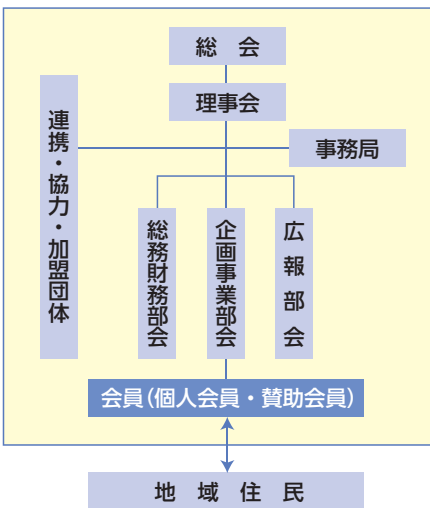 総　会
理事会
連携・協力・加盟団体
事務局
総務財務部会
企画事業部会
広報部会
会員（個人会員・賛助会員）
地　域　住　民